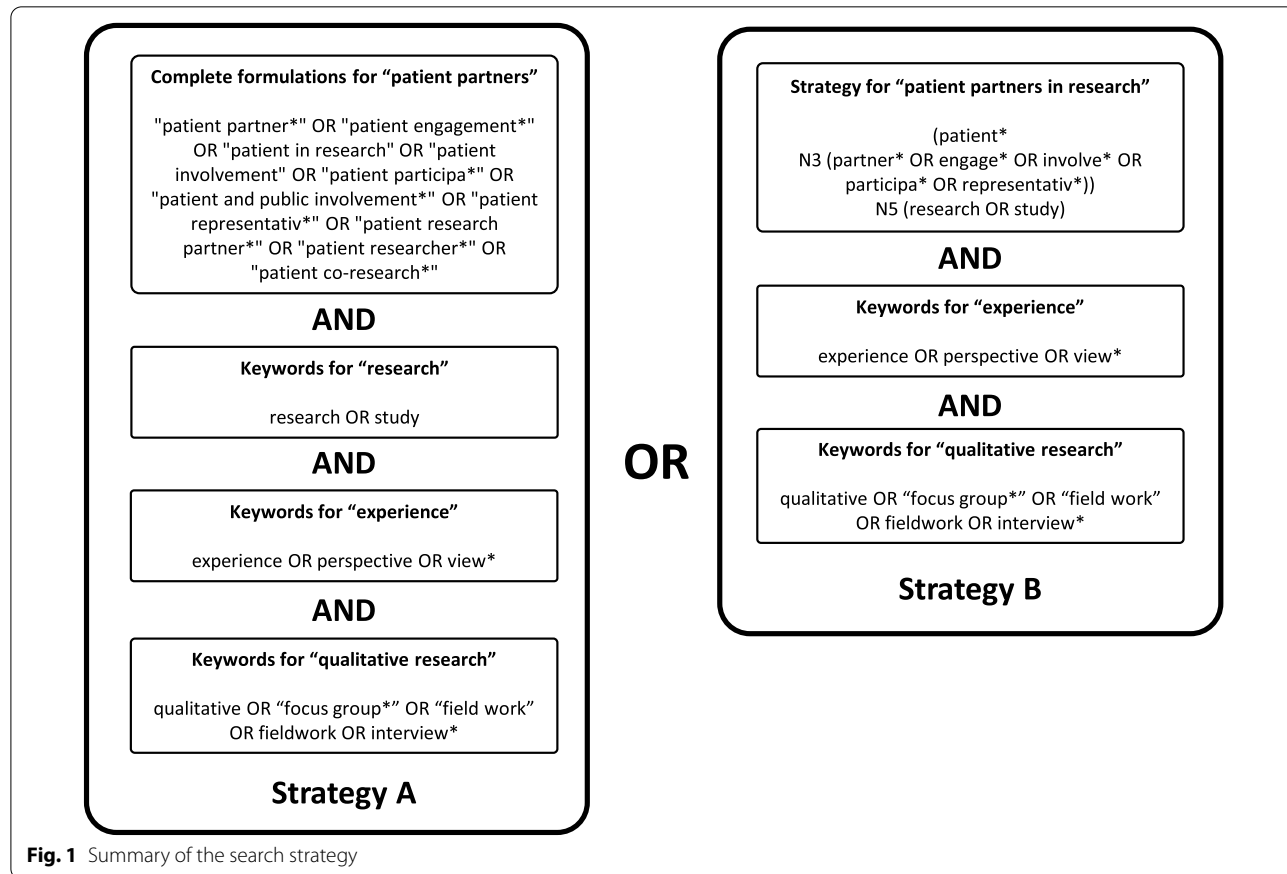 Complete formulations for “patient partners”
"patient partner*" OR "patient engagement*"
OR "patient in research" OR "patient
involvement" OR "patient participa*" OR
"patient and public involvement*" OR "patient
representativ*" OR "patient research
partner*" OR "patient researcher*" OR
"patient co-research*"
AND
Keywords for “research”
research OR study
AND
Keywords for “experience”
experience OR perspective OR view*
AND
Keywords for “qualitative research”
qualitative OR “focus group*” OR “field work”
OR fieldwork OR interview*
Strategy A
OR
Strategy for “patient partners in research”
(patient*
N3 (partner* OR engage* OR involve* OR
participa* OR representativ*))
N5 (research OR study)
AND
Keywords for “experience”
experience OR perspective OR view*
AND
Keywords for “qualitative research”
qualitative OR “focus group*” OR “field work”
OR fieldwork OR interview*
Strategy B
Fig. 1 Summary of the search strategy